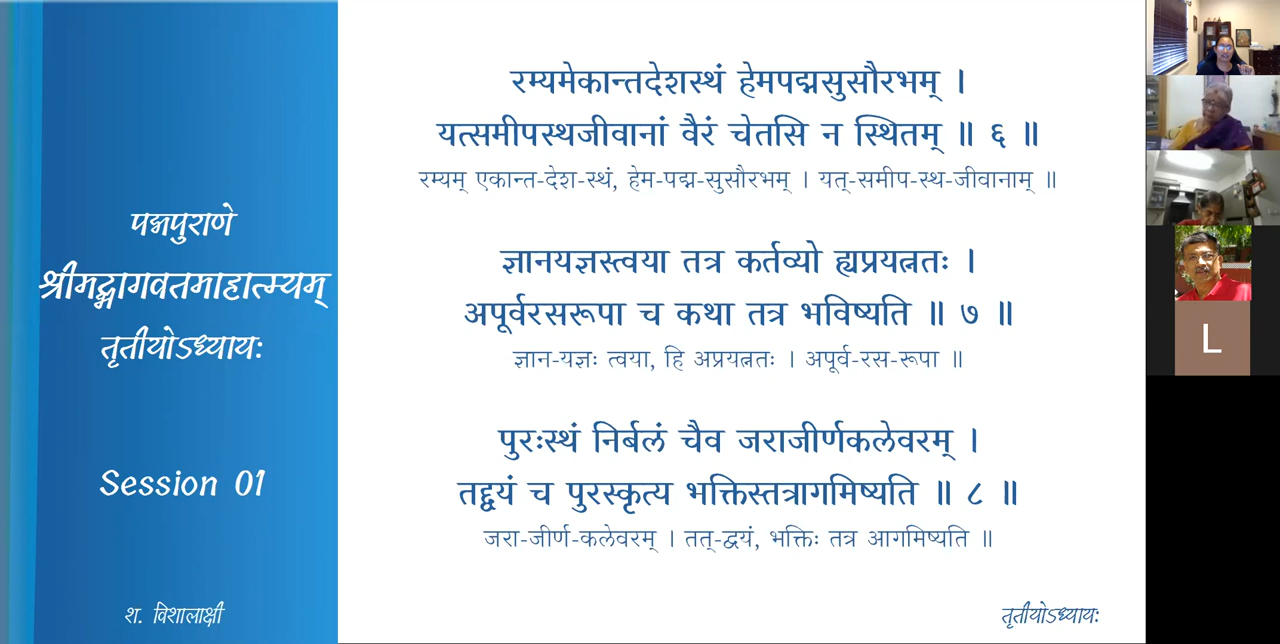 पद्मपुराणे
श्रीमद्भागवतमाहात्म्यम्
तृतीयोऽध्यायः
Session 01
श. विशालाक्षी
रम्यमेकान्तदेशस्थं हेमपद्मसुसौरभम् ।
यत्समीपस्थजीवानां वैरं चेतसि न स्थितम् ॥ ६ ॥
रम्यम् एकान्त-देश-स्थं, हेम-पद्म-सुसौरभम् । यत्-समीप-स्थ-जीवानाम् ॥
ज्ञानयज्ञस्त्वया तत्र कर्तव्यो ह्यप्रयत्नतः ।
अपूर्वरसरूपा च कथा तत्र भविष्यति ॥ ७ ॥
ज्ञान-यज्ञः त्वया, हि अप्रयत्नतः । अपूर्व-रस-रूपा ॥
पुरःस्थं निर्बलं चैव जराजीर्णकलेवरम् ।
तद्द्वयं च पुरस्कृत्य भक्तिस्तत्रागमिष्यति ॥ ८ ॥
जरा-जीर्ण-कलेवरम् । तत्-द्वयं, भक्तिः तत्र आगमिष्यति ॥
तृतीयोऽध्यायः
L